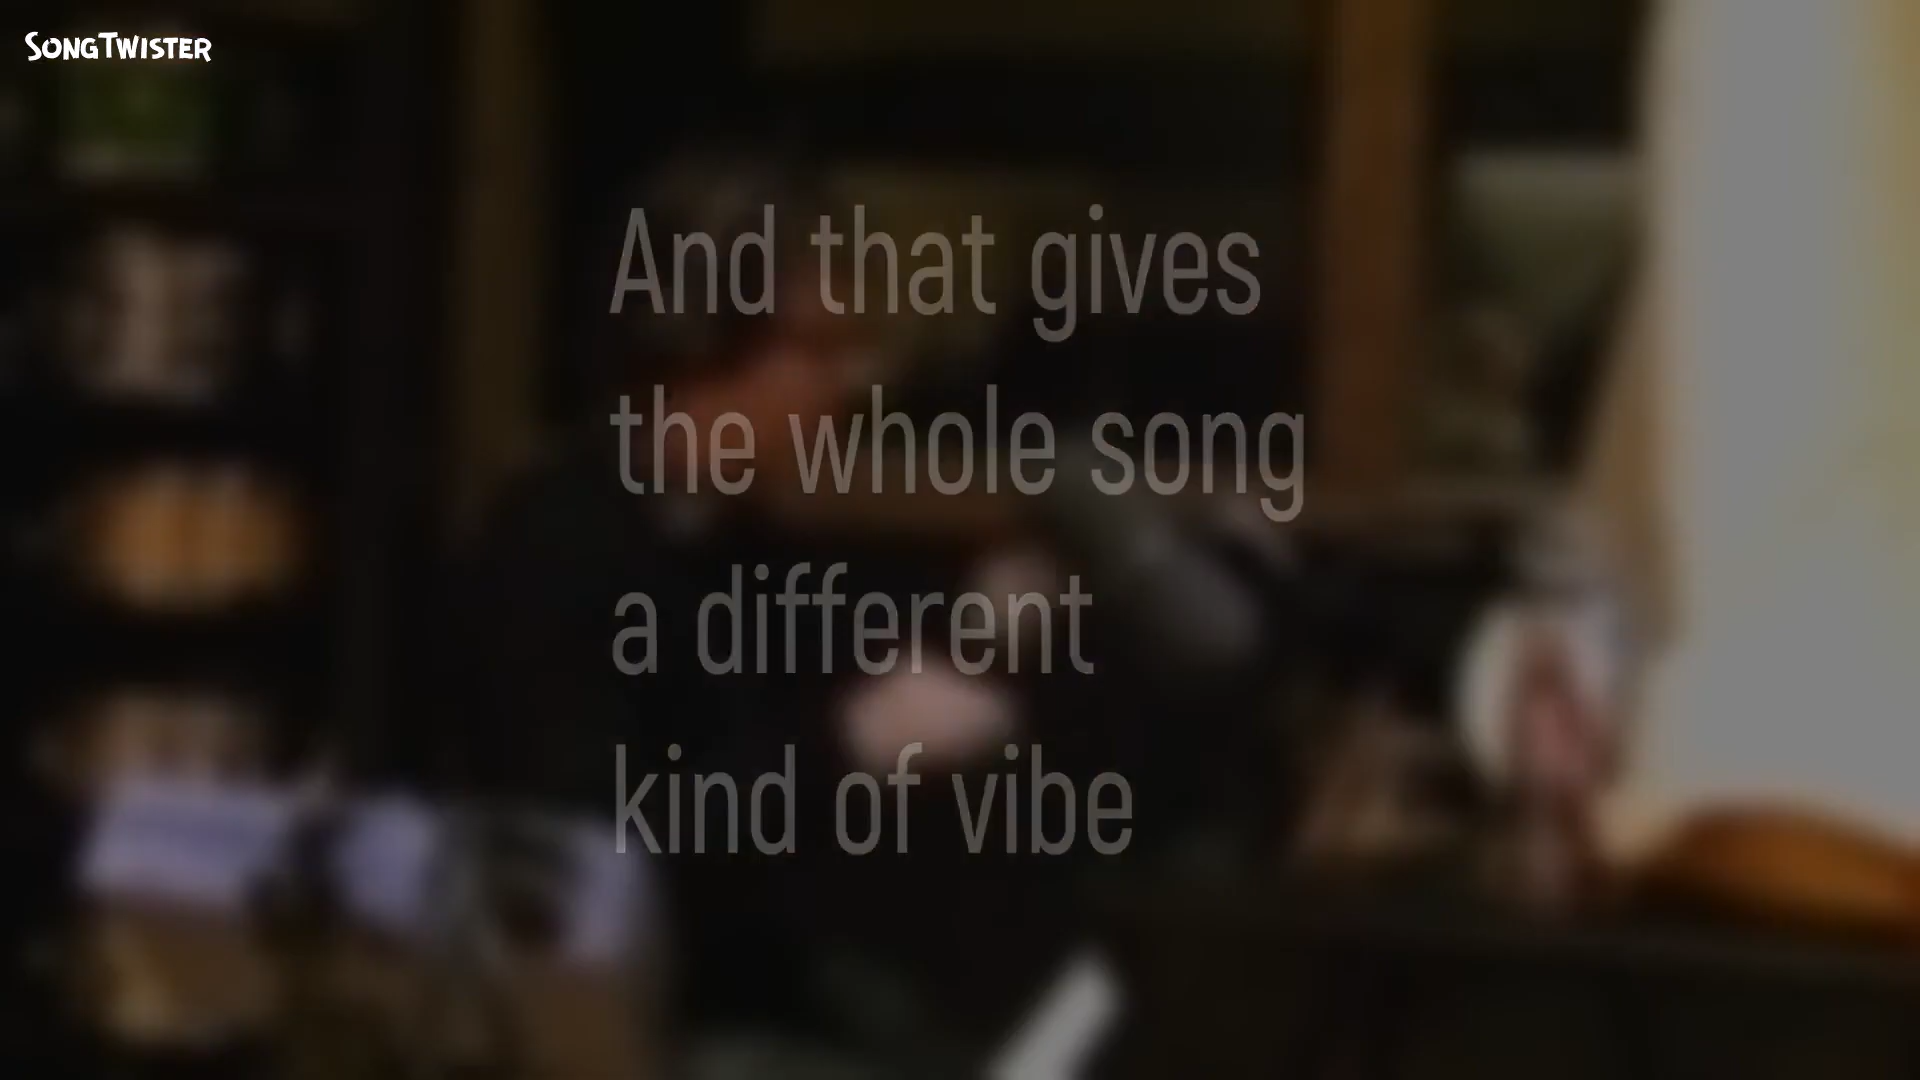 SONGTWISTER
And that gives
the whole song
a different
kind of vibe